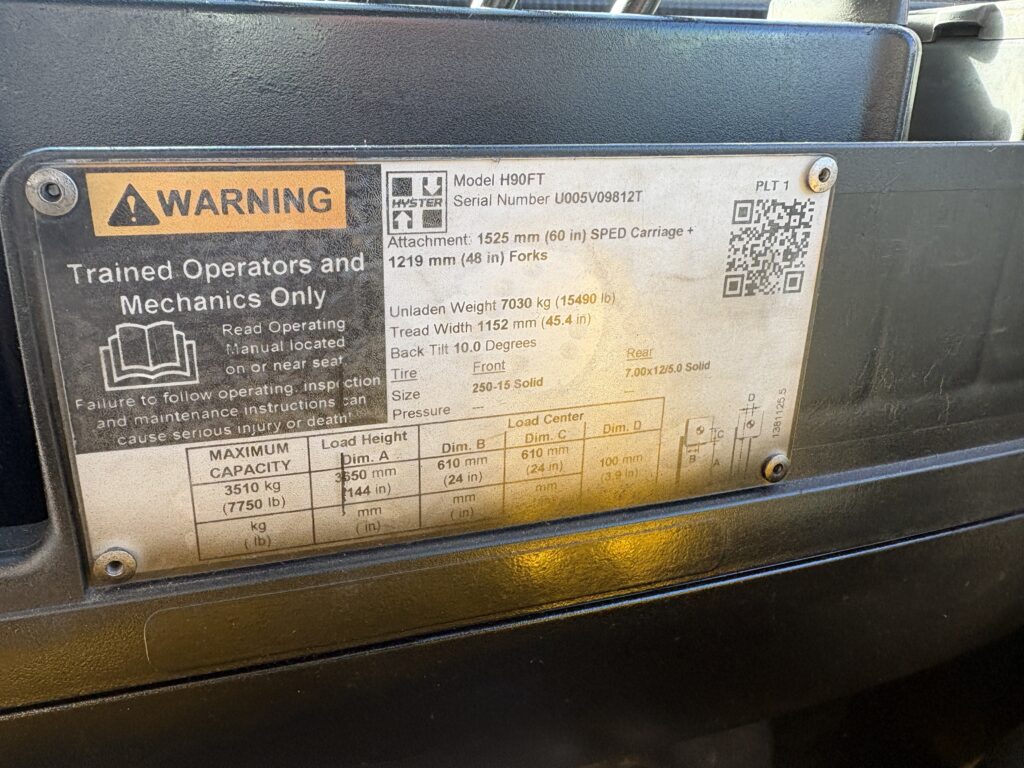 WARNING
Trained Operators and
Mechanics Only
Read Operating
Manual located
on or near seat
Failure to follow operating, inspection
and maintenance instructions can
cause serious injury or death!
HYSTER
Model H90FT
Serial Number U005V09812T
PLT 1
Attachment: 1525 mm (60 in) SPED Carriage +
1219 mm (48 in) Forks
Unladen Weight 7030 kg (15490 lb)
Tread Width 1152 mm (45.4 in)
Back Tilt 10.0 Degrees
Tire Front Rear
Size 250-15 Solid 7.00x12/5.0 Solid
Pressure --- ---
MAXIMUM CAPACITY Load Height Dim. A Load Center Dim. B Dim. C Dim. D
3510 kg (7750 lb) 3650 mm (144 in) 610 mm (24 in) 610 mm (24 in) 100 mm (3.9 in)
kg ( lb) mm ( in) mm ( in) mm
B C A D
1381125.5